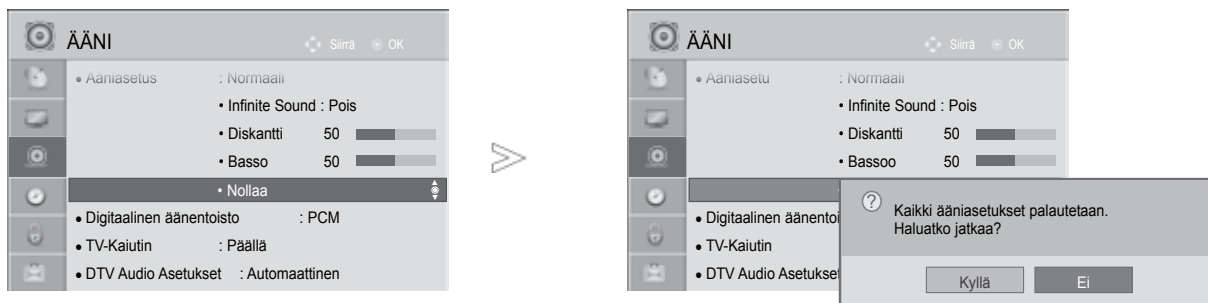 ÄÄNI
Siirrä OK
• Ääniasetus : Normaali
• Infinite Sound : Pois
• Diskantti 50
• Basso 50
• Nollaa
• Digitaalinen äänentoisto : PCM
• TV-Kaiutin : Päällä
• DTV Audio Asetukset : Automaattinen
ÄÄNI
Siirrä OK
• Ääniasetu : Normaali
• Infinite Sound : Pois
• Diskantti 50
• Bassoo 50
• Digitaalinen äänentoi
• TV-Kaiutin
• DTV Audio Asetukset
? Kaikki ääniasetukset palautetaan.
Haluatko jatkaa?
Kyllä Ei